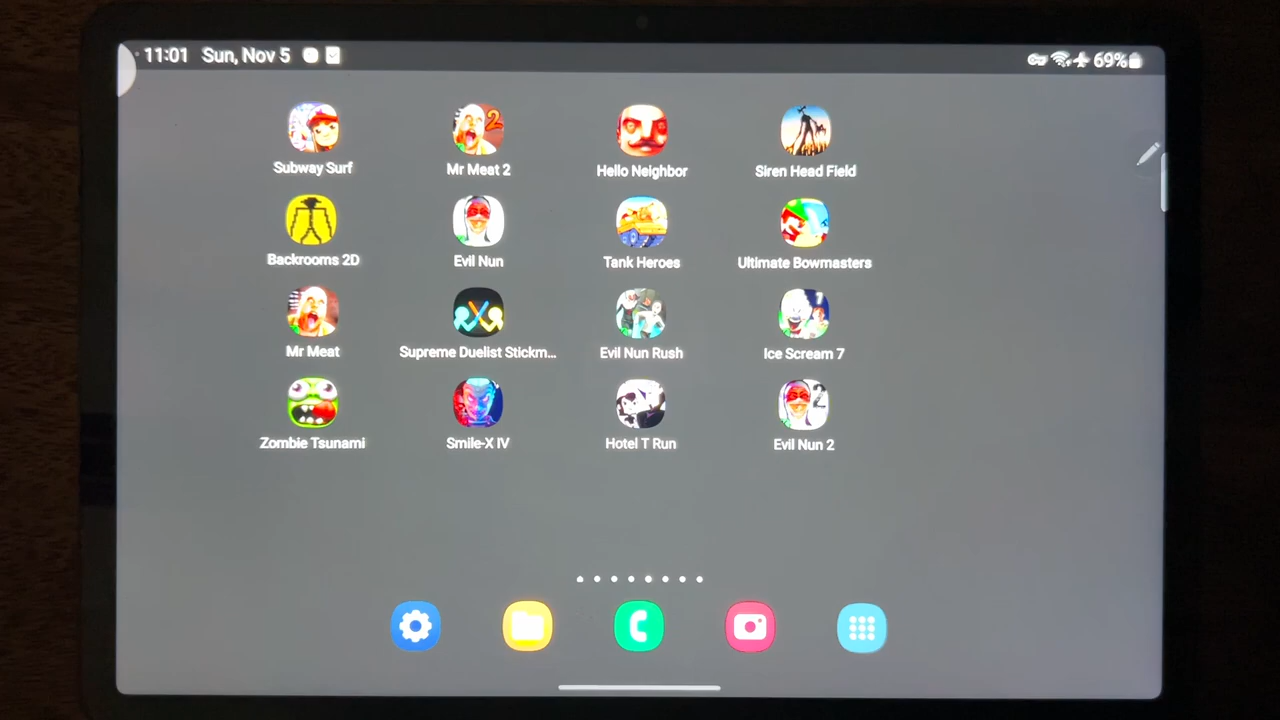 11:01 Sun, Nov 5
69%
Subway Surf
Mr Meat 2
Hello Neighbor
Siren Head Field
Backrooms 2D
Evil Nun
Tank Heroes
Ultimate Bowmasters
Mr Meat
Supreme Duelist Stickm...
Evil Nun Rush
Ice Scream 7
Zombie Tsunami
Smile-X IV
Hotel T Run
Evil Nun 2